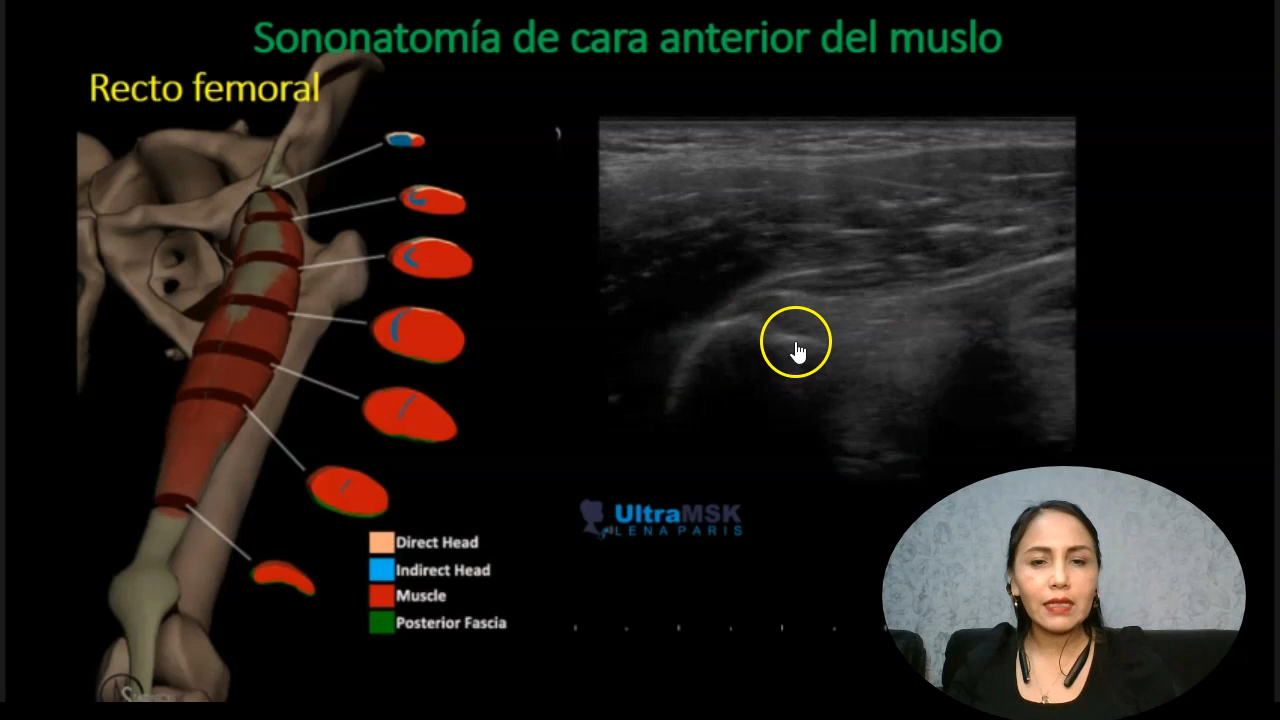 Sononatomía de cara anterior del muslo
Recto femoral
Direct Head
Indirect Head
Muscle
Posterior Fascia
UltraMSK
LENA PARIS